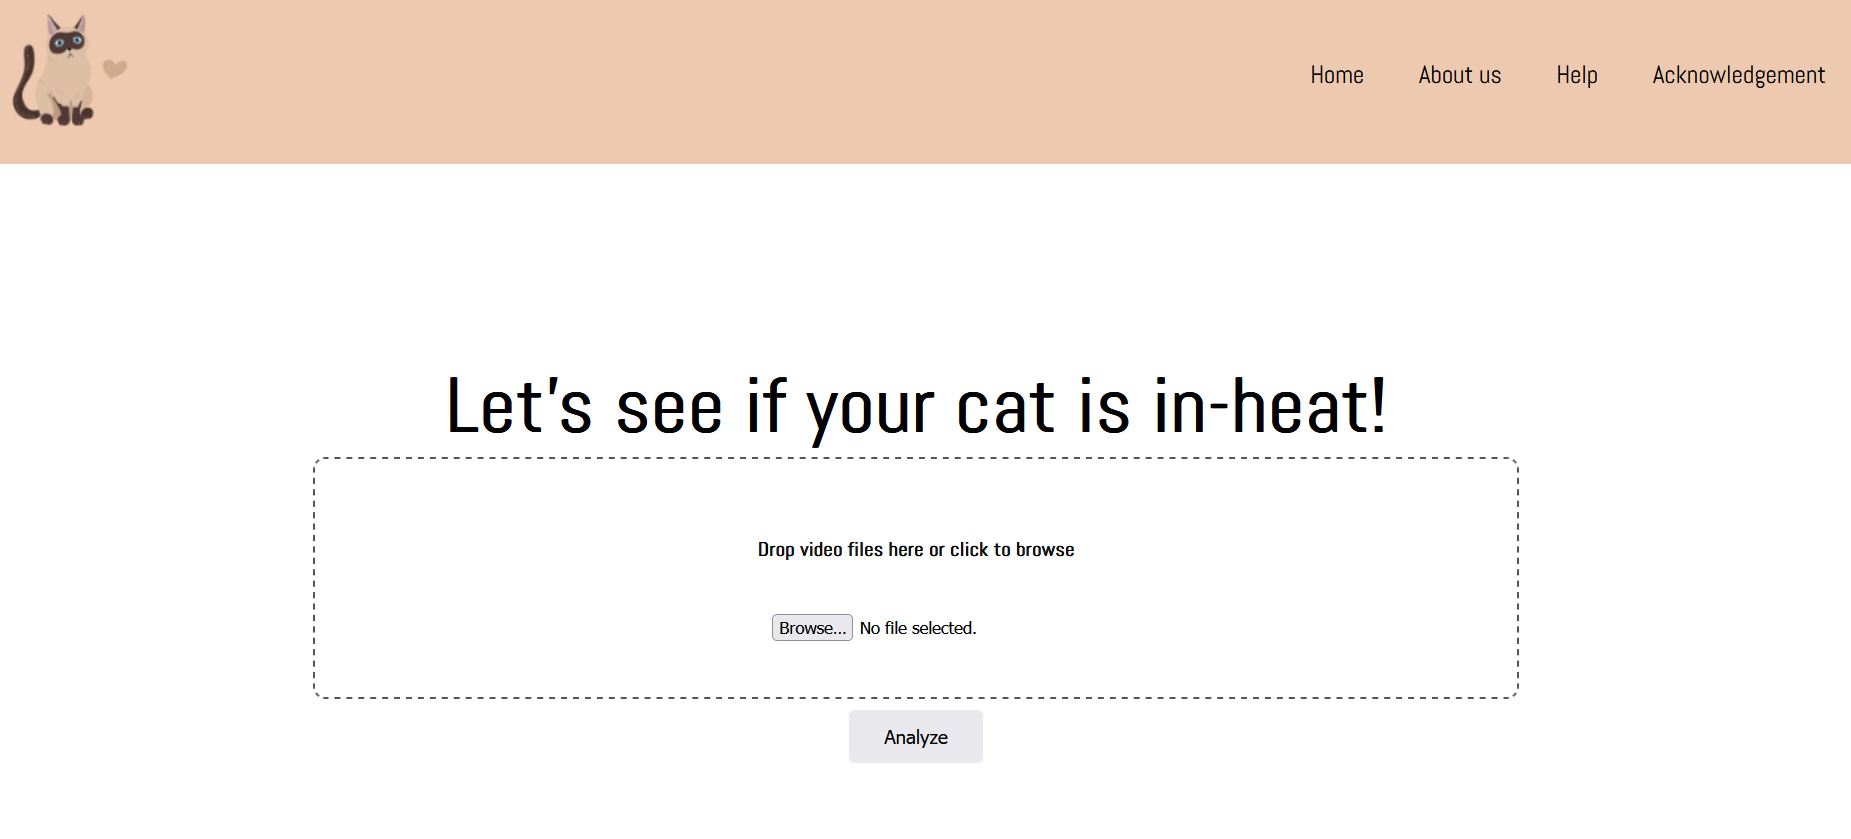 Home About us Help Acknowledgement
Let's see if your cat is in-heat!
Drop video files here or click to browse
Browse... No file selected.
Analyze